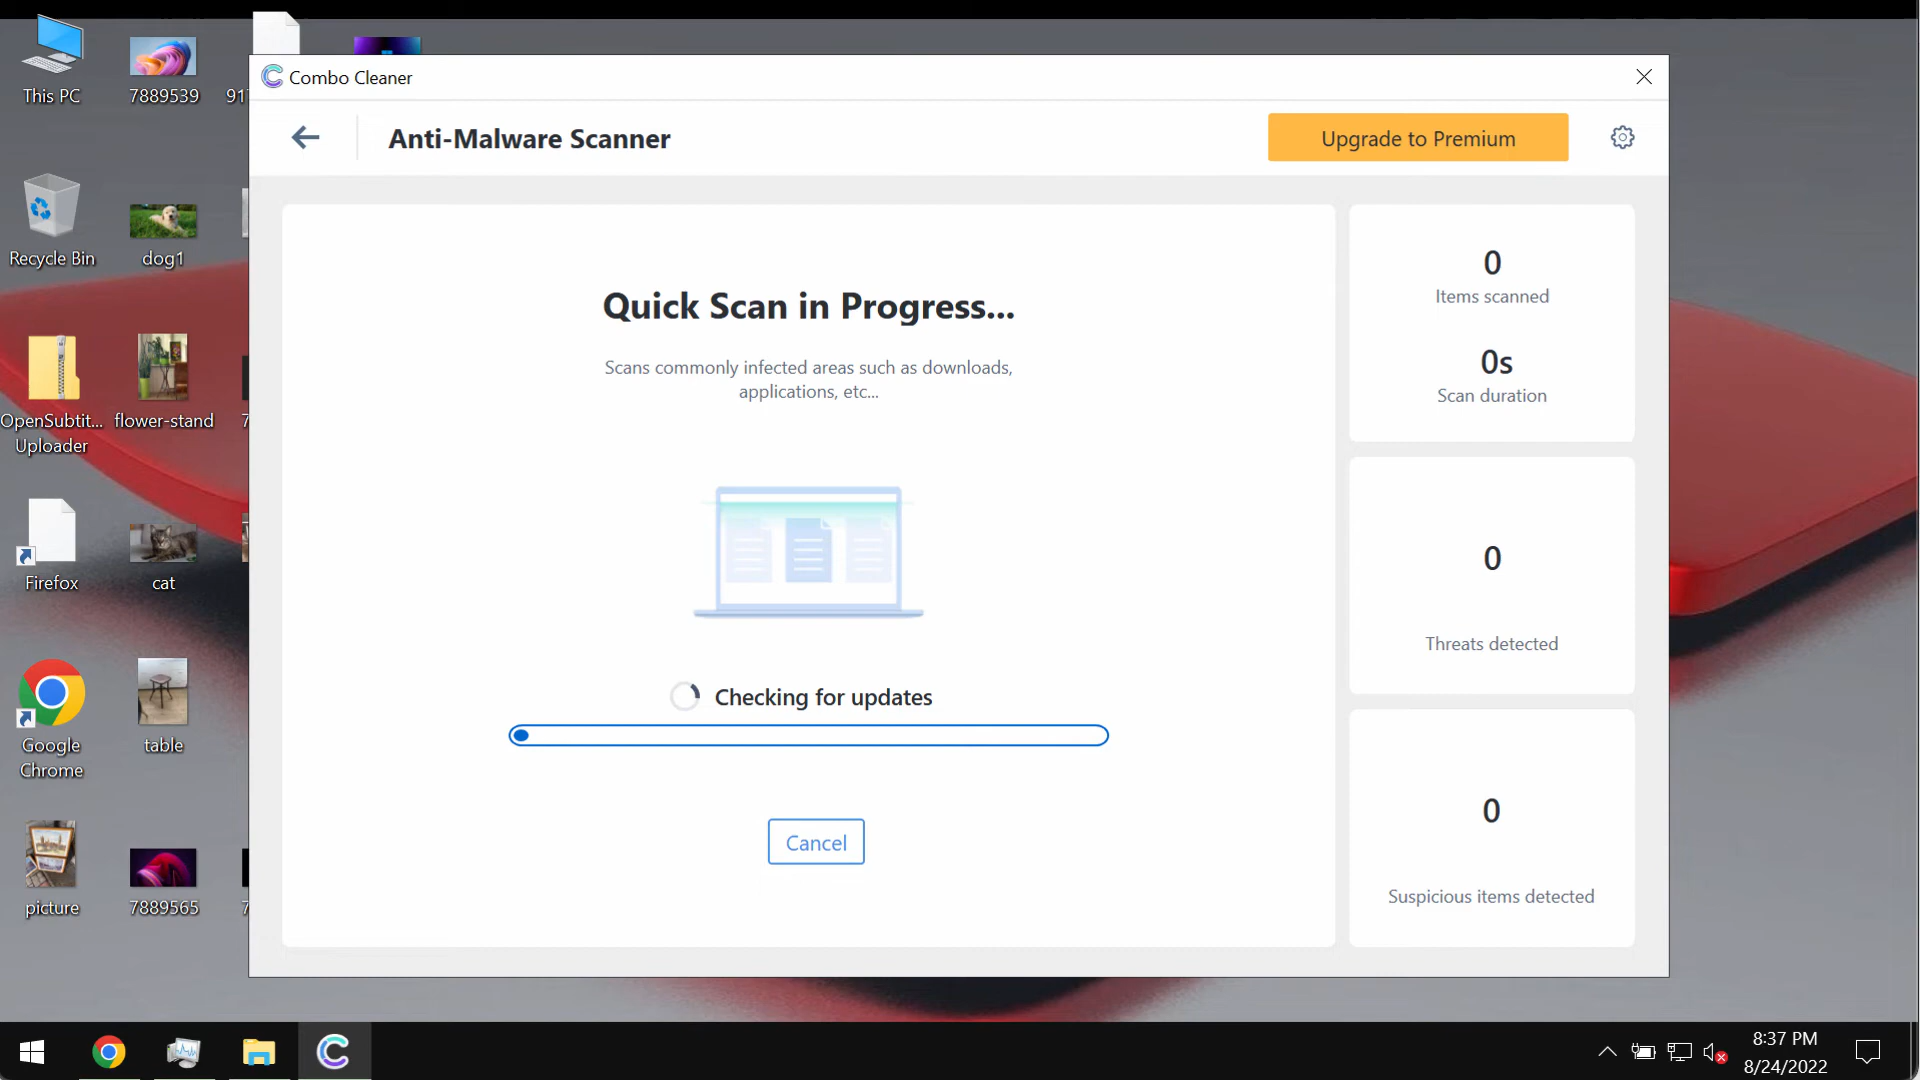 This PC
7889539
917
Recycle Bin
dog1
OpenSubtit...
Uploader
flower-stand
7
Firefox
cat
Google
Chrome
table
picture
7889565
7
Combo Cleaner
Anti-Malware Scanner
Upgrade to Premium
Quick Scan in Progress...
Scans commonly infected areas such as downloads,
applications, etc...
Checking for updates
Cancel
0
Items scanned
0s
Scan duration
0
Threats detected
0
Suspicious items detected
8:37 PM
8/24/2022